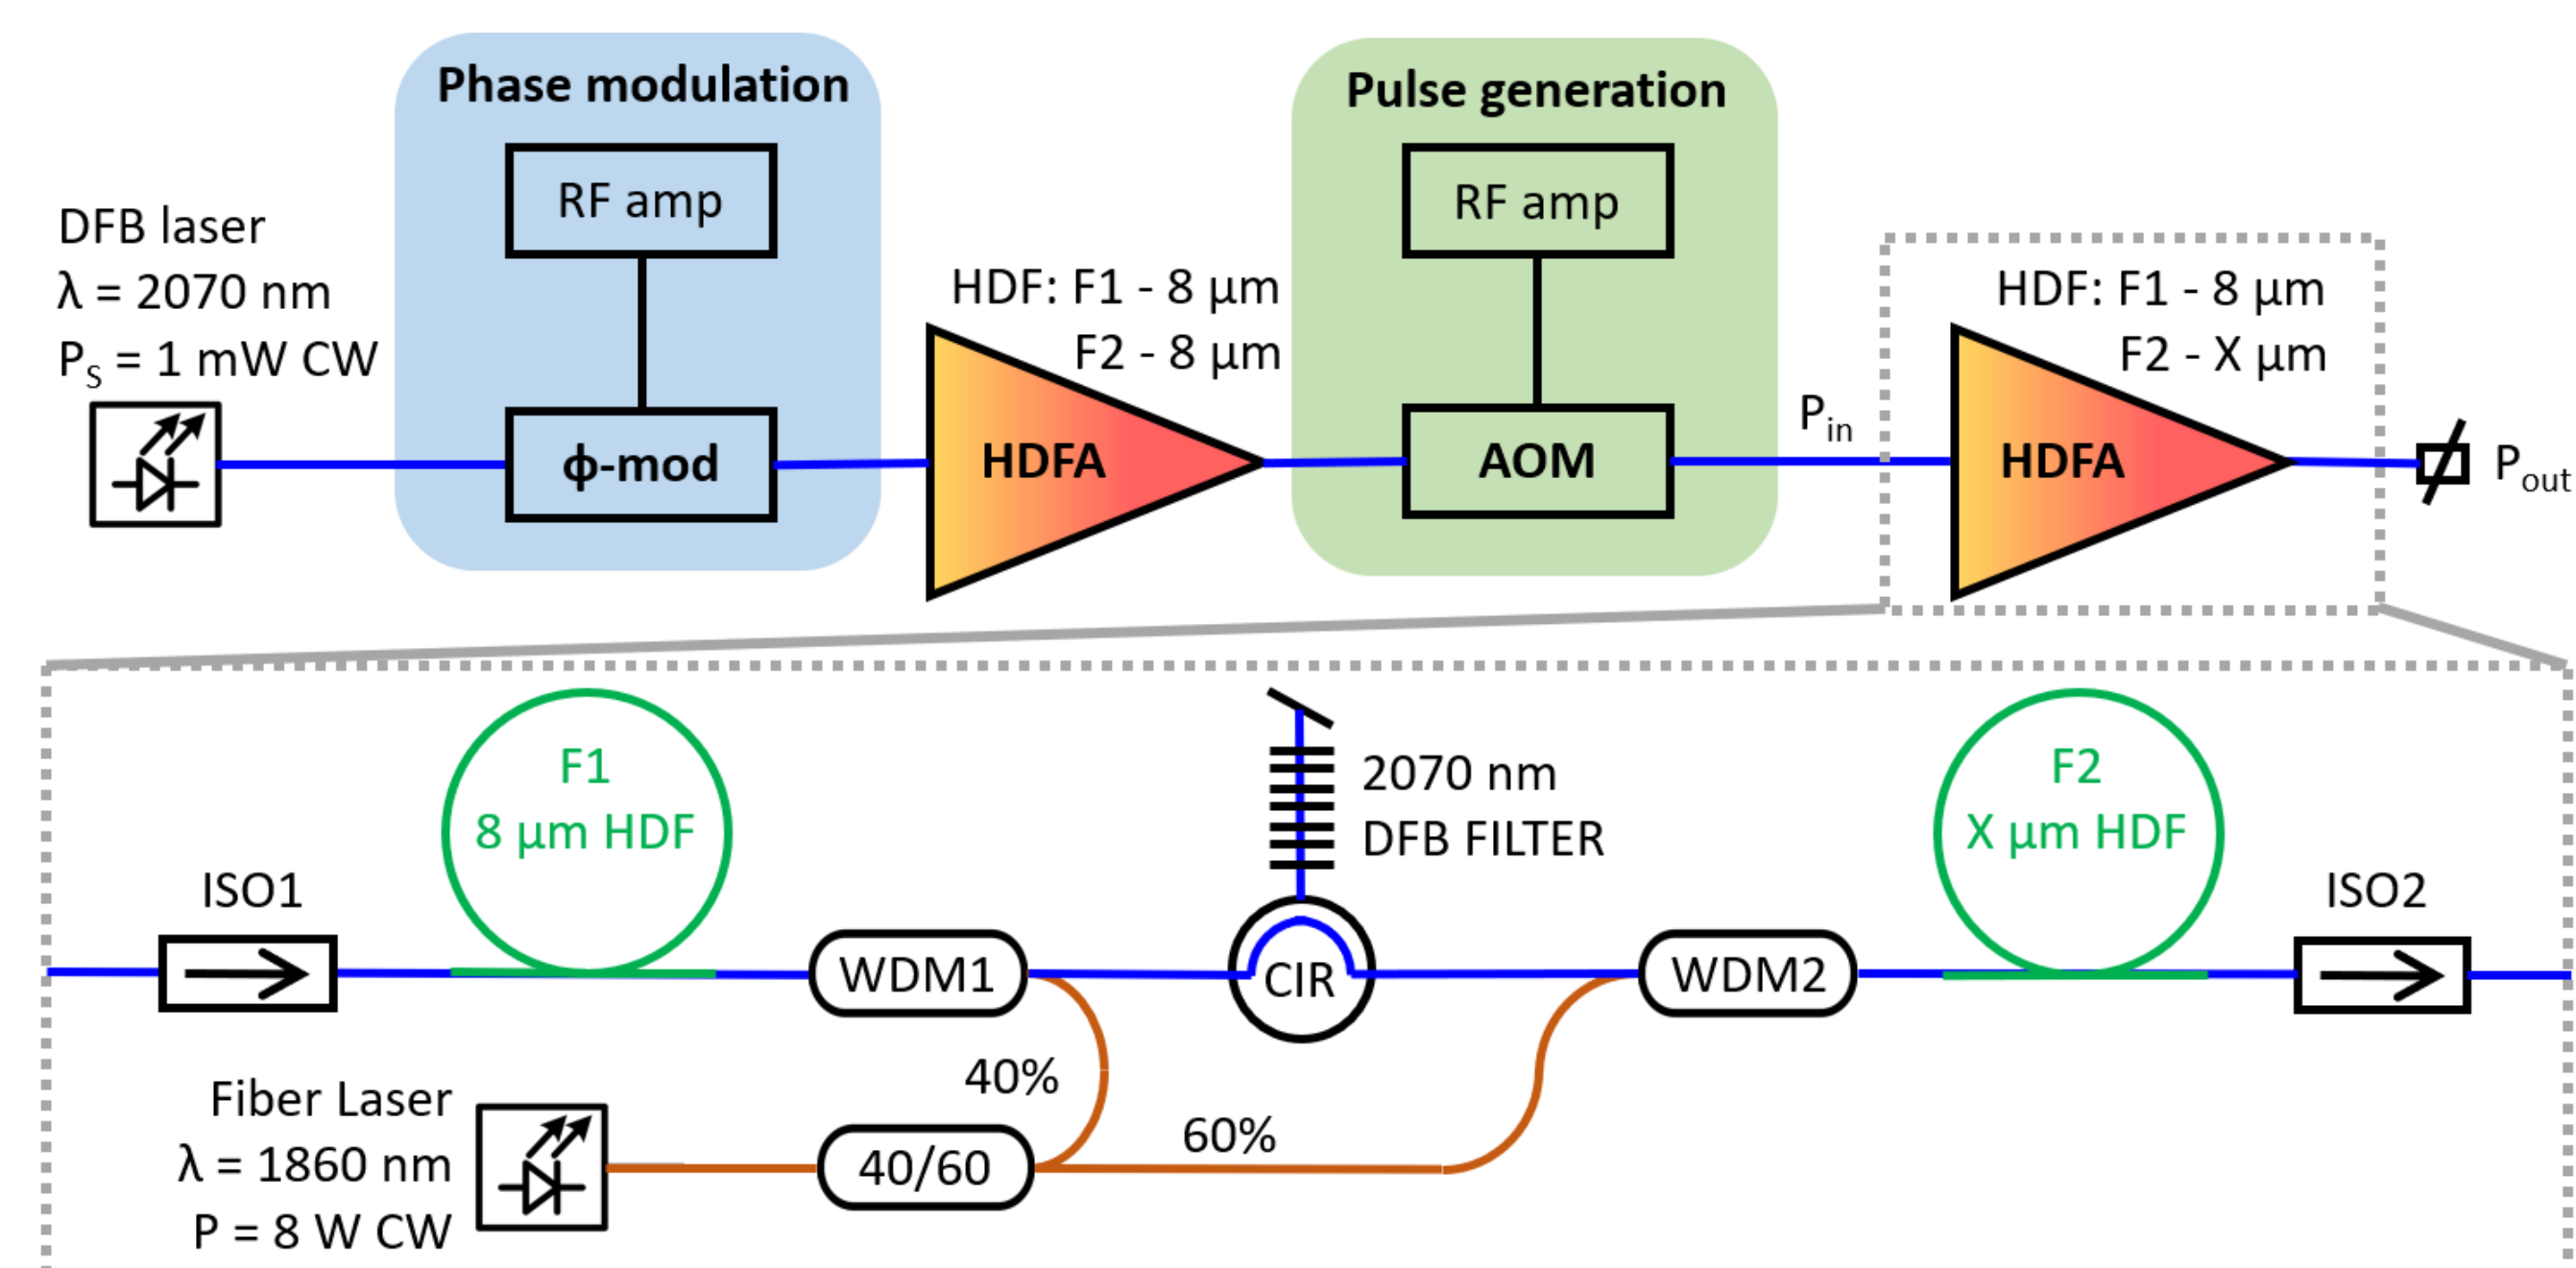 Phase modulation
RF amp
ϕ-mod
DFB laser
λ = 2070 nm
PS = 1 mW CW
HDF: F1 - 8 µm
F2 - 8 µm
HDFA
Pulse generation
RF amp
AOM
Pin
HDF: F1 - 8 µm
F2 - X µm
HDFA
Pout
F1
8 µm HDF
ISO1
WDM1
2070 nm
DFB FILTER
CIR
WDM2
F2
X µm HDF
ISO2
40%
60%
Fiber Laser
λ = 1860 nm
P = 8 W CW
40/60